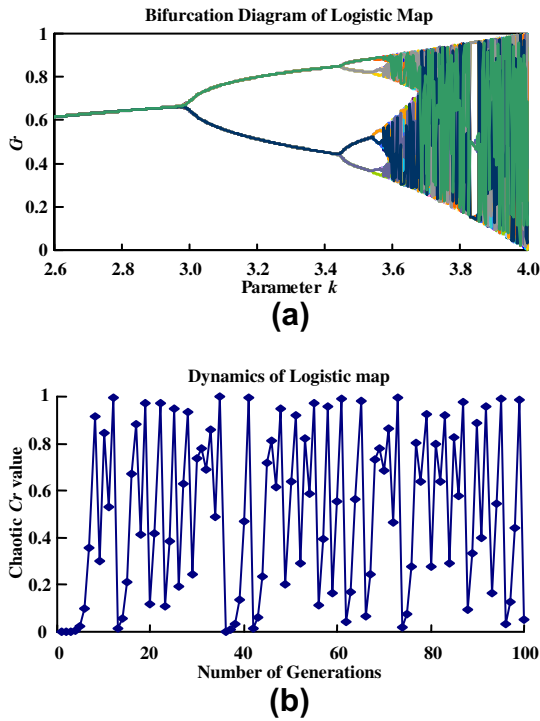 Bifurcation Diagram of Logistic Map
1
0.8
0.6
0.4
0.2
0
Cr
2.6 2.8 3.0 3.2 3.4 3.6 3.8 4.0
Parameter k
(a)
Dynamics of Logistic map
1
0.8
0.6
0.4
0.2
0
Chaotic Cr value
0 20 40 60 80 100
Number of Generations
(b)